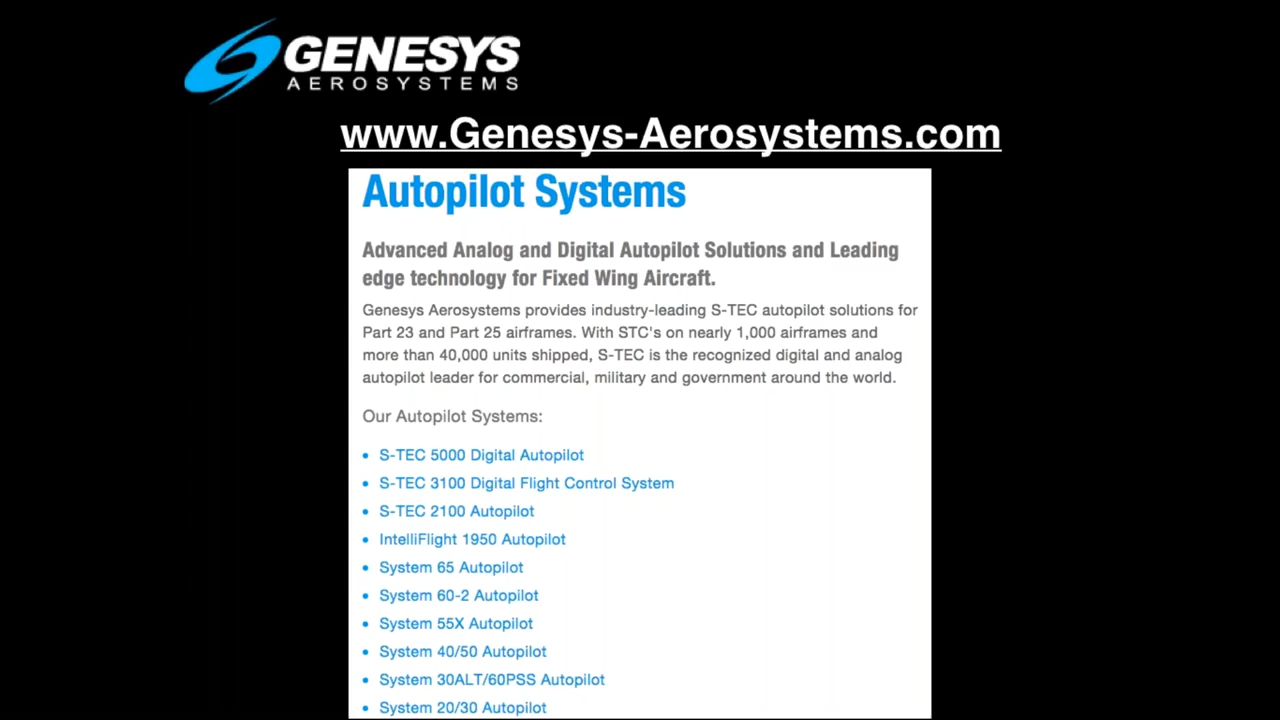 GENESYS
AEROSYSTEMS
www.Genesys-Aerosystems.com
Autopilot Systems
Advanced Analog and Digital Autopilot Solutions and Leading
edge technology for Fixed Wing Aircraft.
Genesys Aerosystems provides industry-leading S-TEC autopilot solutions for
Part 23 and Part 25 airframes. With STC's on nearly 1,000 airframes and
more than 40,000 units shipped, S-TEC is the recognized digital and analog
autopilot leader for commercial, military and government around the world.
Our Autopilot Systems:
• S-TEC 5000 Digital Autopilot
• S-TEC 3100 Digital Flight Control System
• S-TEC 2100 Autopilot
• IntelliFlight 1950 Autopilot
• System 65 Autopilot
• System 60-2 Autopilot
• System 55X Autopilot
• System 40/50 Autopilot
• System 30ALT/60PSS Autopilot
• System 20/30 Autopilot